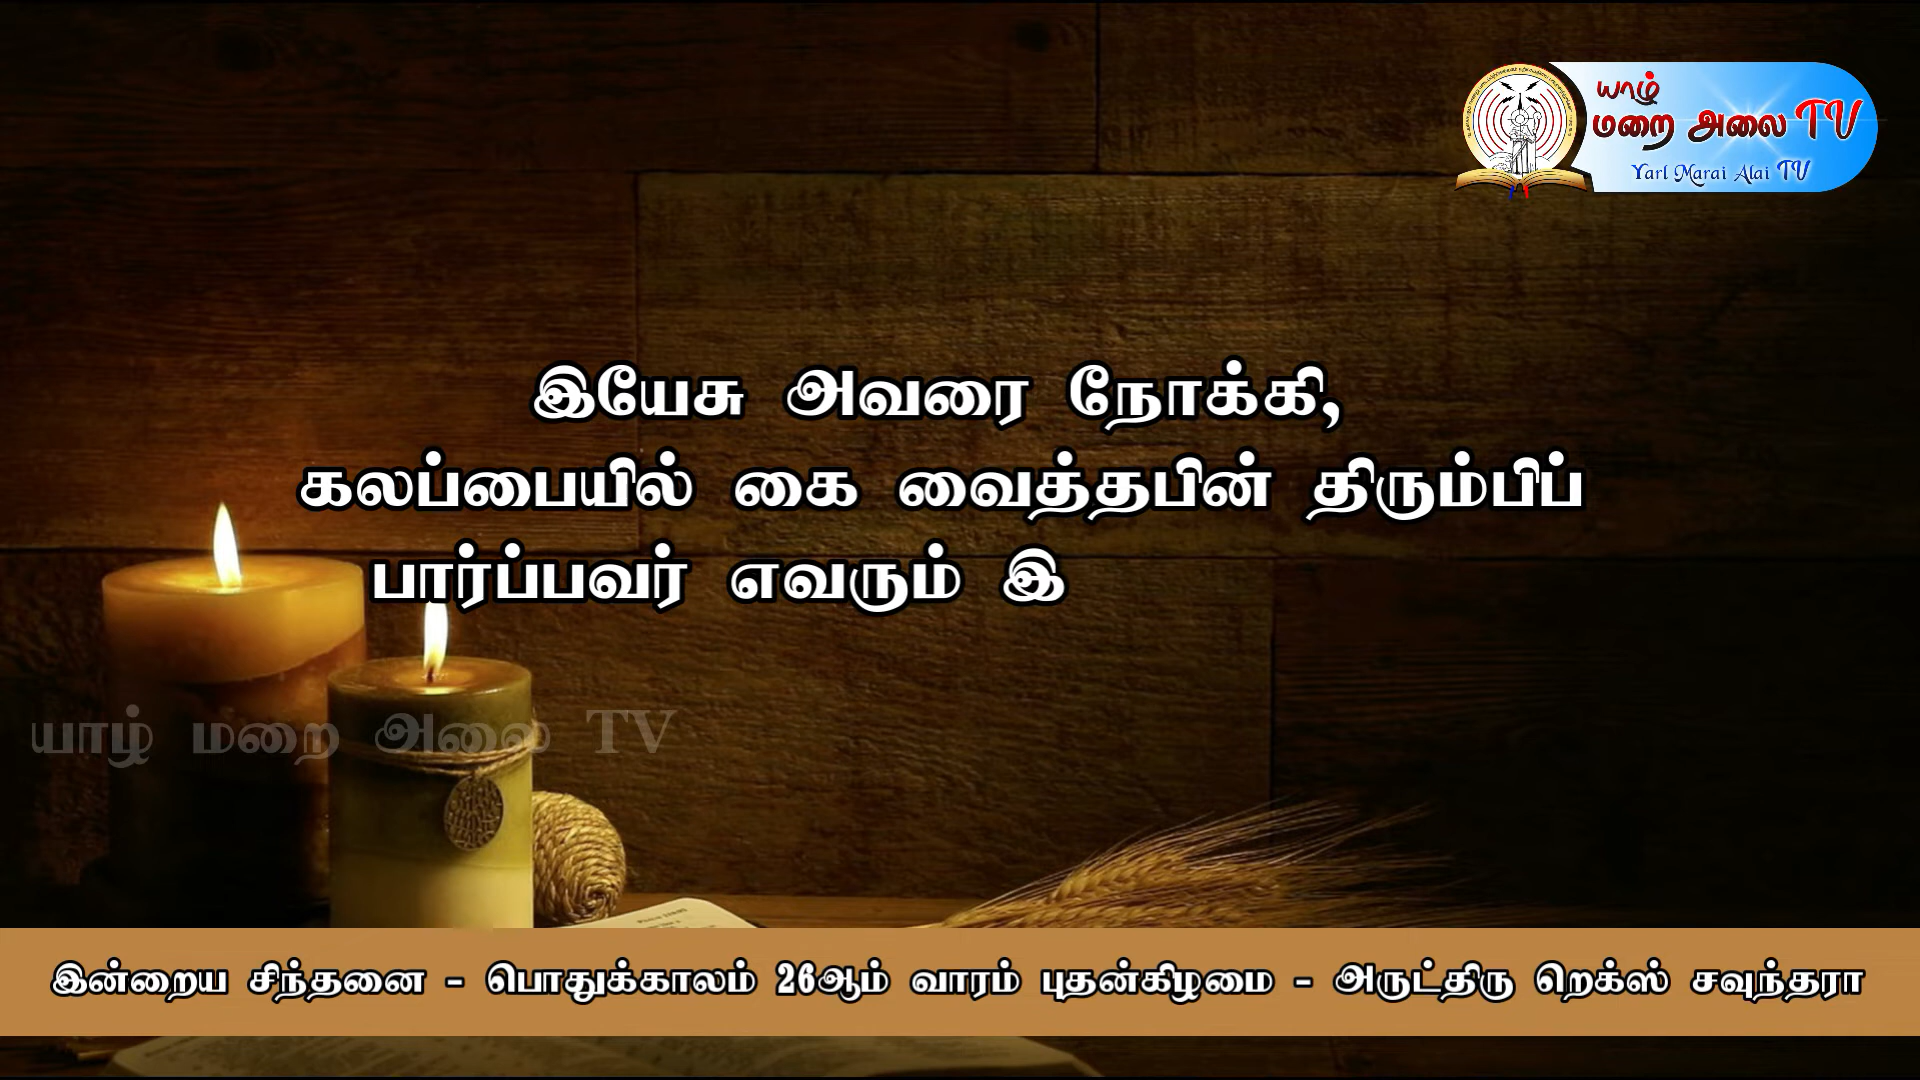 யாழ்
மறை அலை TV
Yarl Marai Alai TV
இயேசு அவரை நோக்கி,
கலப்பையில் கை வைத்தபின் திரும்பிப்
பார்ப்பவர் எவரும் இ
யாழ் மறை அலை TV
இன்றைய சிந்தனை - பொதுக்காலம் 26ஆம் வாரம் புதன்கிழமை - அருட்திரு றெக்ஸ் சவுந்தரா